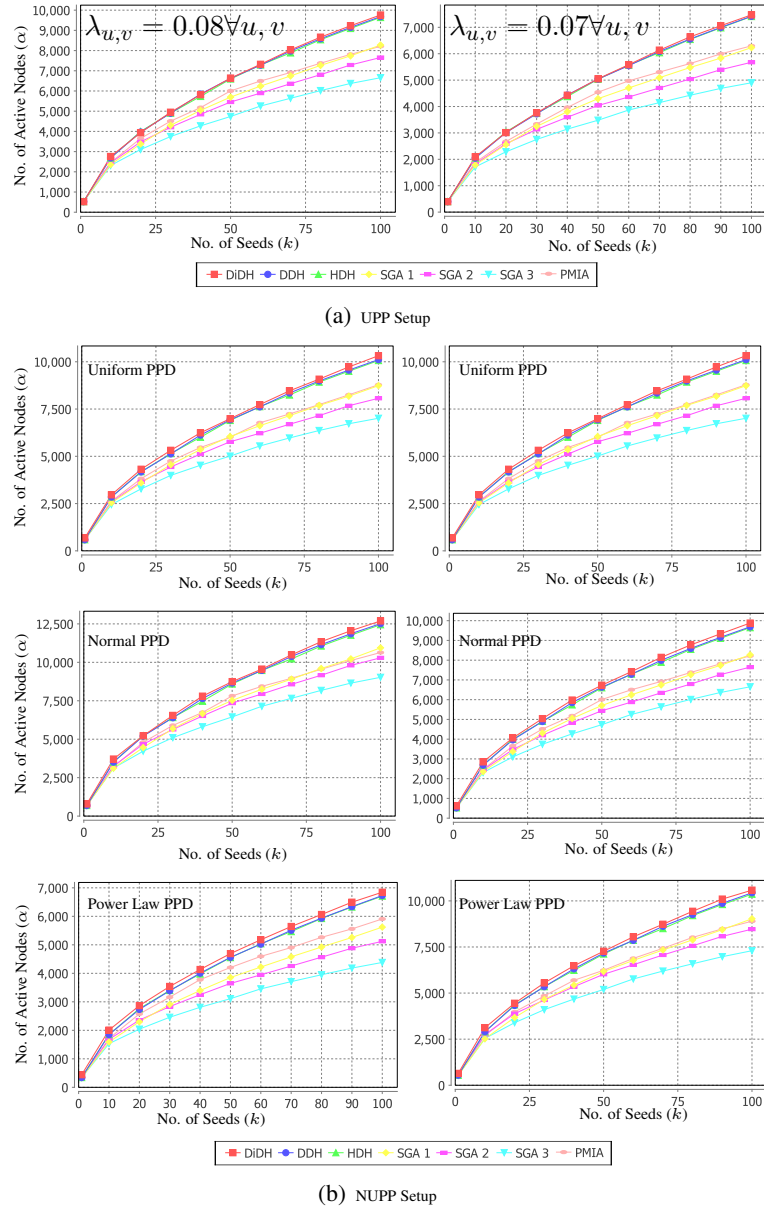 λ_{u,v} = 0.08∀u, v
No. of Active Nodes (α)
10,000
9,000
8,000
7,000
6,000
5,000
4,000
3,000
2,000
1,000
0
0 25 50 75 100
No. of Seeds (k)
λ_{u,v} = 0.07∀u, v
7,000
6,000
5,000
4,000
3,000
2,000
1,000
0
0 10 20 30 40 50 60 70 80 90 100
No. of Seeds (k)
DiDH DDH HDH SGA 1 SGA 2 SGA 3 PMIA
(a) UPP Setup
Uniform PPD
No. of Active Nodes (α)
10,000
7,500
5,000
2,500
0
0 25 50 75 100
No. of Seeds (k)
Uniform PPD
10,000
7,500
5,000
2,500
0
0 25 50 75 100
No. of Seeds (k)
Normal PPD
No. of Active Nodes (α)
12,500
10,000
7,500
5,000
2,500
0
0 25 50 75 100
No. of Seeds (k)
Normal PPD
10,000
9,000
8,000
7,000
6,000
5,000
4,000
3,000
2,000
1,000
0
0 25 50 75 100
No. of Seeds (k)
Power Law PPD
No. of Active Nodes (α)
7,000
6,000
5,000
4,000
3,000
2,000
1,000
0
0 10 20 30 40 50 60 70 80 90 100
No. of Seeds (k)
Power Law PPD
10,000
7,500
5,000
2,500
0
0 25 50 75 100
No. of Seeds (k)
DiDH DDH HDH SGA 1 SGA 2 SGA 3 PMIA
(b) NUPP Setup